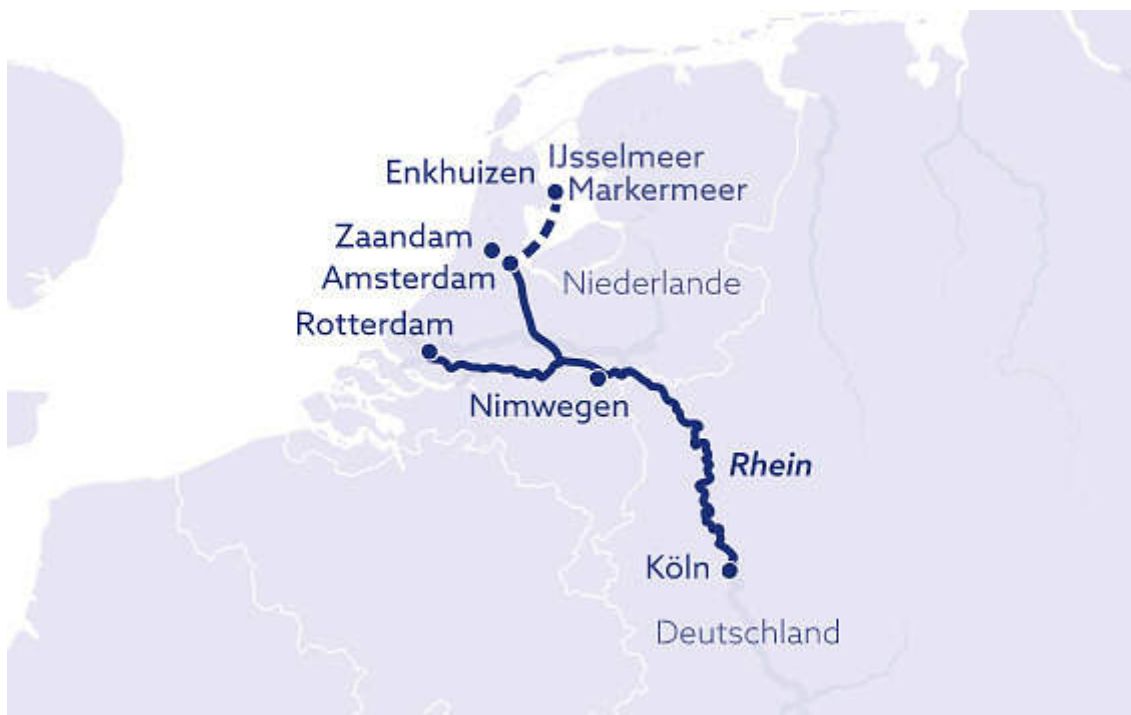 IJsselmeer
Enkhuizen
Markermeer
Zaandam
Amsterdam
Niederlande
Rotterdam
Nimwegen
Rhein
Köln
Deutschland